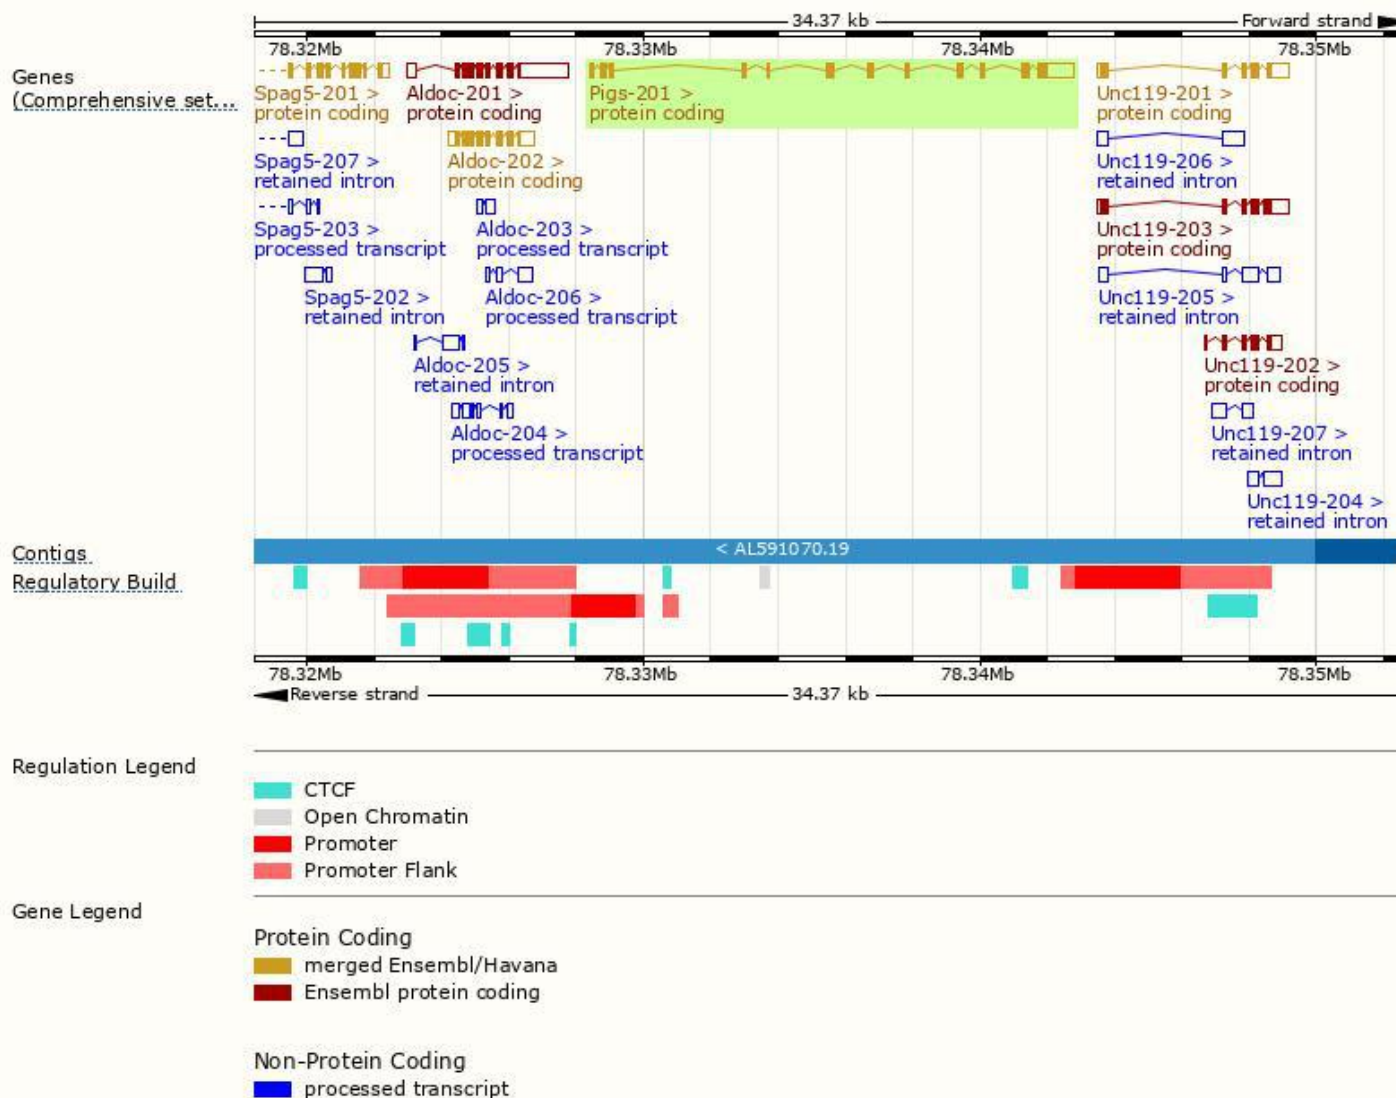 34.37 kb Forward strand
78.32Mb 78.33Mb 78.34Mb 78.35Mb
Genes
(Comprehensive set...
Spag5-201 > Aldoc-201 > Pigs-201 > Unc119-201 >
protein coding protein coding protein coding protein coding
Spag5-207 > Aldoc-202 > Unc119-206 >
retained intron protein coding retained intron
Spag5-203 > Aldoc-203 > Unc119-203 >
processed transcript processed transcript protein coding
Spag5-202 > Aldoc-206 > Unc119-205 >
retained intron processed transcript retained intron
Aldoc-205 > Unc119-202 >
retained intron protein coding
Aldoc-204 > Unc119-207 >
processed transcript retained intron
Unc119-204 >
retained intron
Contigs < AL591070.19
Regulatory Build
78.32Mb 78.33Mb 78.34Mb 78.35Mb
Reverse strand 34.37 kb
Regulation Legend
CTCF
Open Chromatin
Promoter
Promoter Flank
Gene Legend
Protein Coding
merged Ensembl/Havana
Ensembl protein coding
Non-Protein Coding
processed transcript